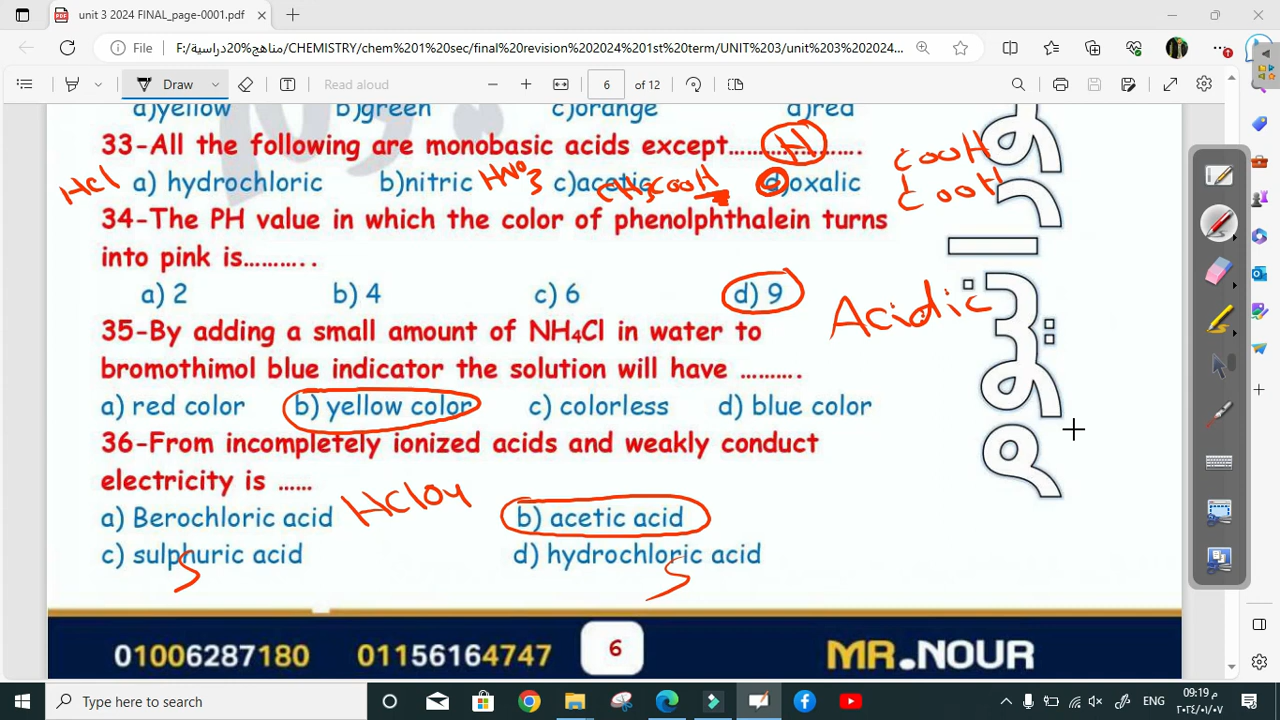 unit 3 2024 FINAL_page-0001.pdf
File
F:/مناهج%20دراسية/CHEMISTRY/chem%201%20sec/final%20revision%202024%201st%20term/UNIT%203/unit%203%202024...
Draw
Read aloud
6 of 12
a)yellow b)green c)orange d)red
33-All the following are monobasic acids except……………………. H
HCl a) hydrochloric b)nitric HNO3 c)acetic CH3COOH d)oxalic COOH
COOH
34-The PH value in which the color of phenolphthalein turns
into pink is………..
a) 2 b) 4 c) 6 d) 9
Acidic
35-By adding a small amount of NH4Cl in water to
bromothimol blue indicator the solution will have ……….
a) red color b) yellow color c) colorless d) blue color
36-From incompletely ionized acids and weakly conduct
electricity is ……
a) Berochloric acid HClO4 b) acetic acid
c) sulphuric acid S d) hydrochloric acid S
01006287180 01156164747 6 MR.NOUR
Type here to search
ENG
09:19 م
٢٠٢٤/٠١/٠٧